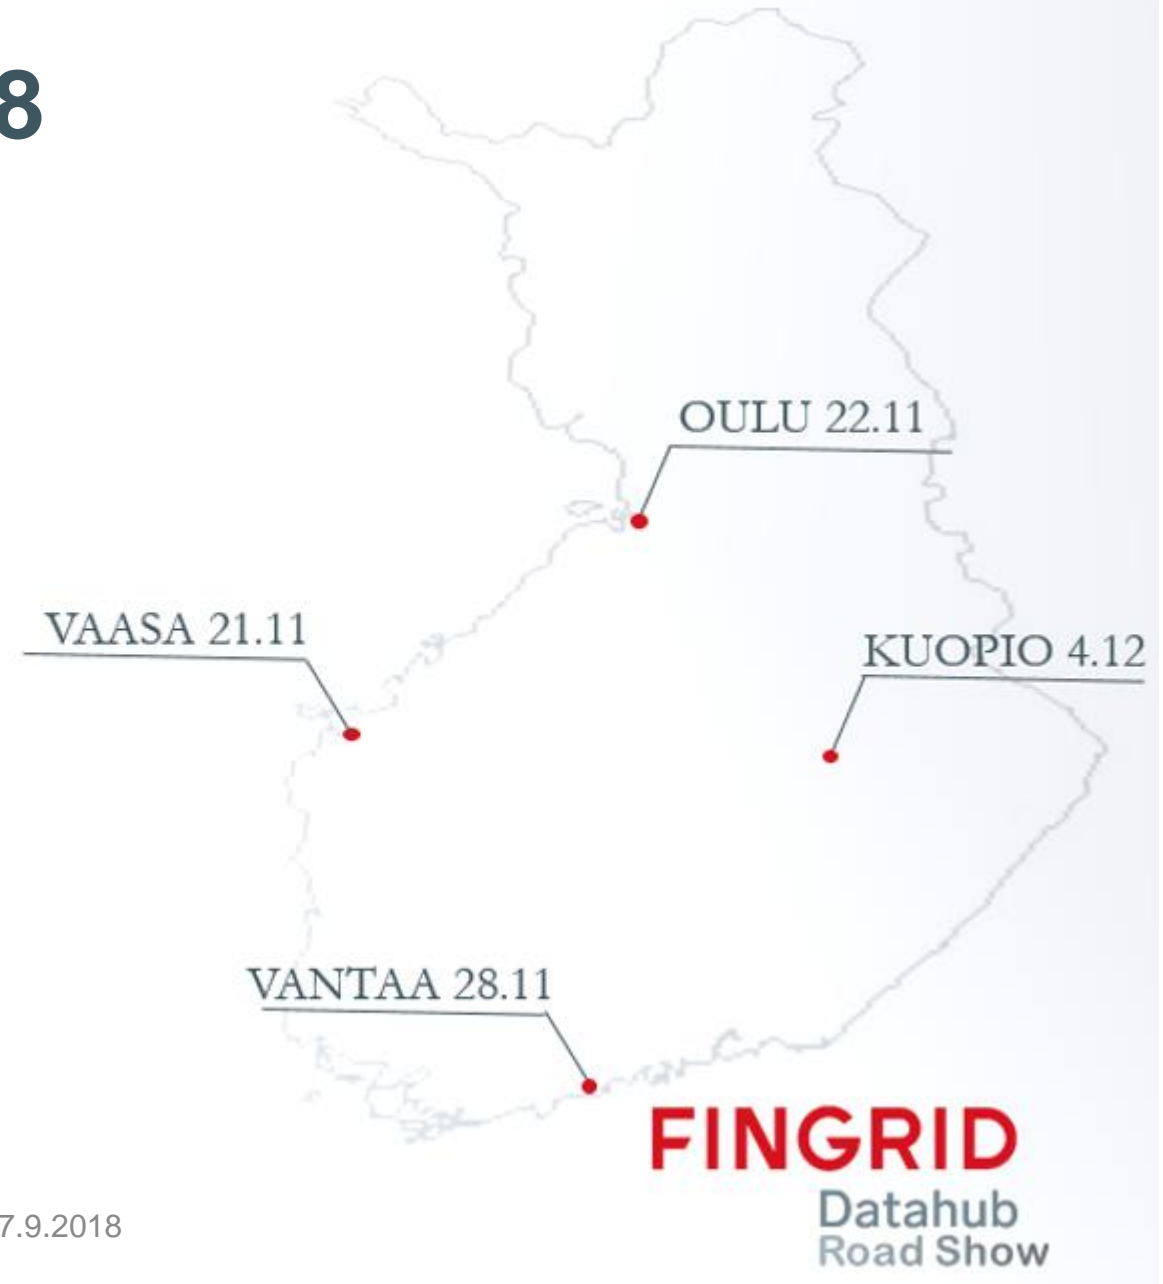 8
OULU 22.11
VAASA 21.11
KUOPIO 4.12
VANTAA 28.11
FINGRID
Datahub
Road Show
7.9.2018